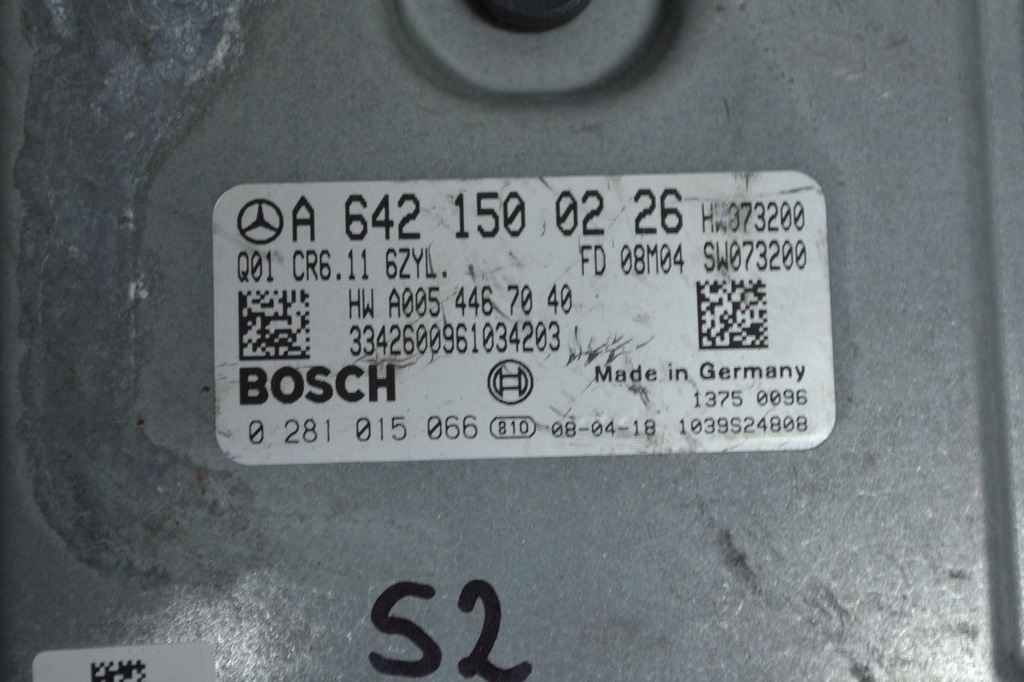 A 642 150 02 26 HW073200
Q01 CR6.11 6ZYL. FD 08M04 SW073200
HW A005 446 70 40
3342600961034203
BOSCH Made in Germany
1375 0096
0 281 015 066 810 08-04-18 1039S24808
S2